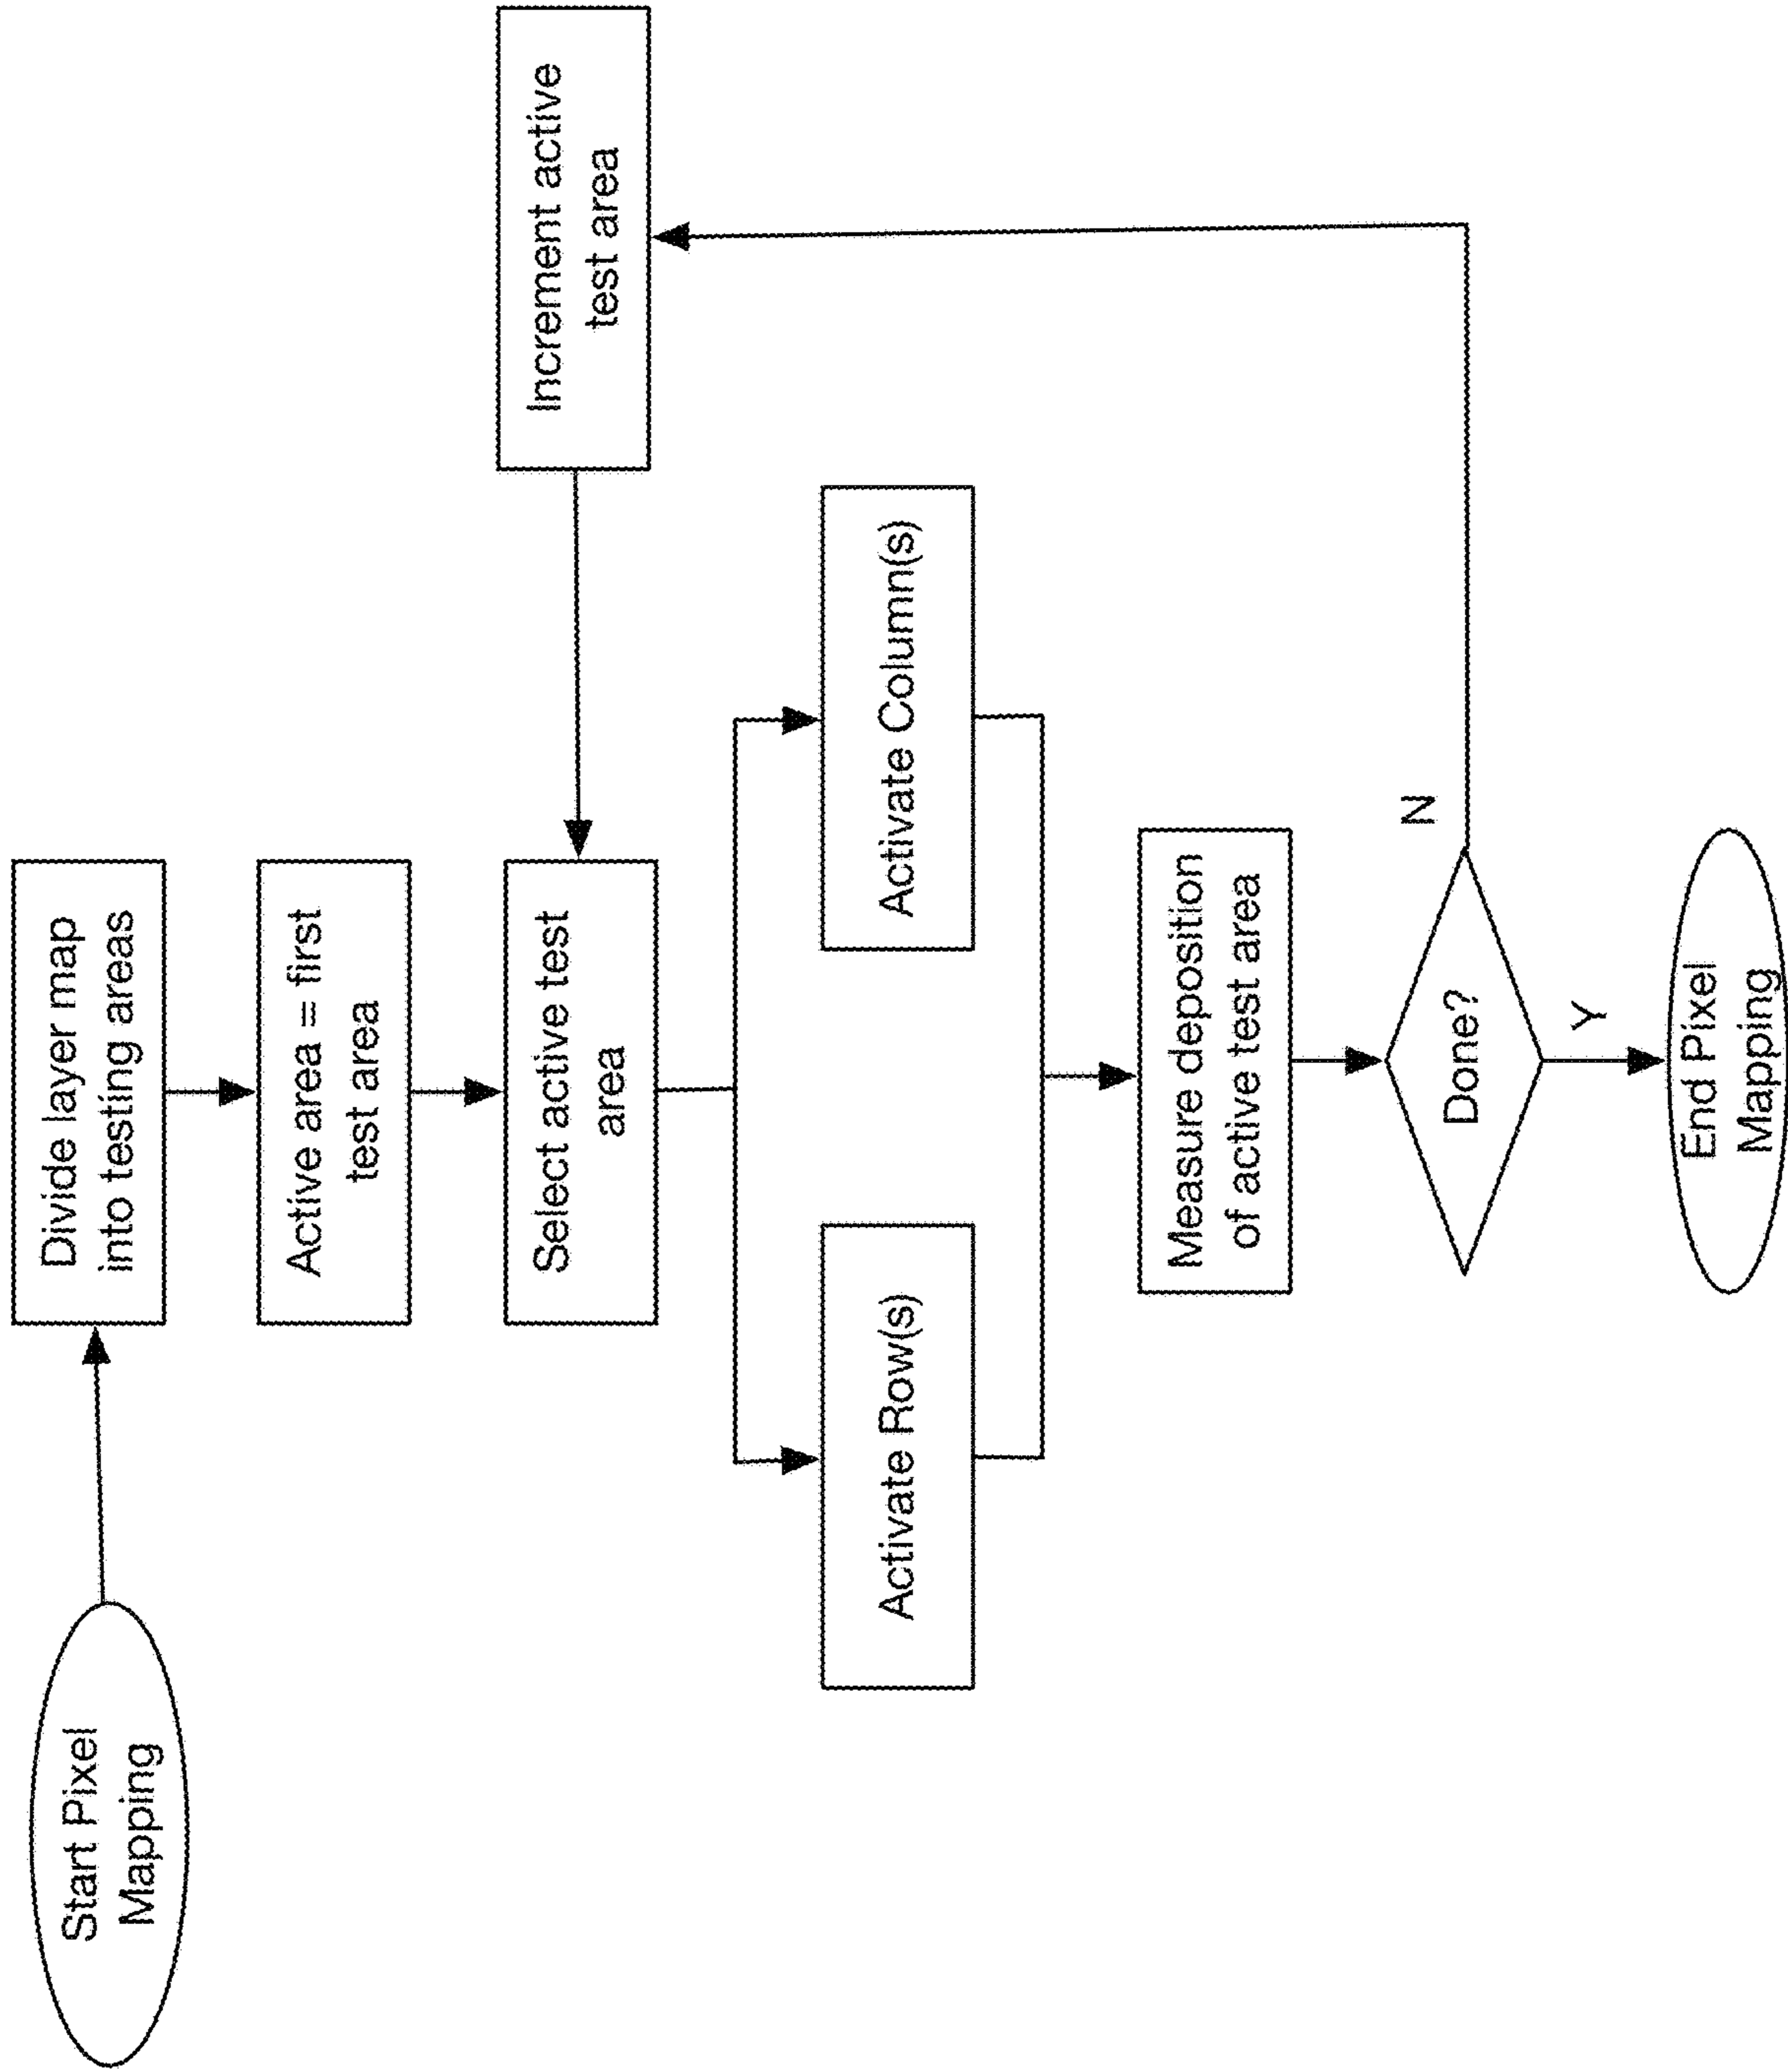 Start Pixel
Mapping
Divide layer map
into testing areas
Active area = first
test area
Select active test
area
Increment active
test area
Activate Row(s)
Activate Column(s)
Measure deposition
of active test area
Done?
N
Y
End Pixel
Mapping